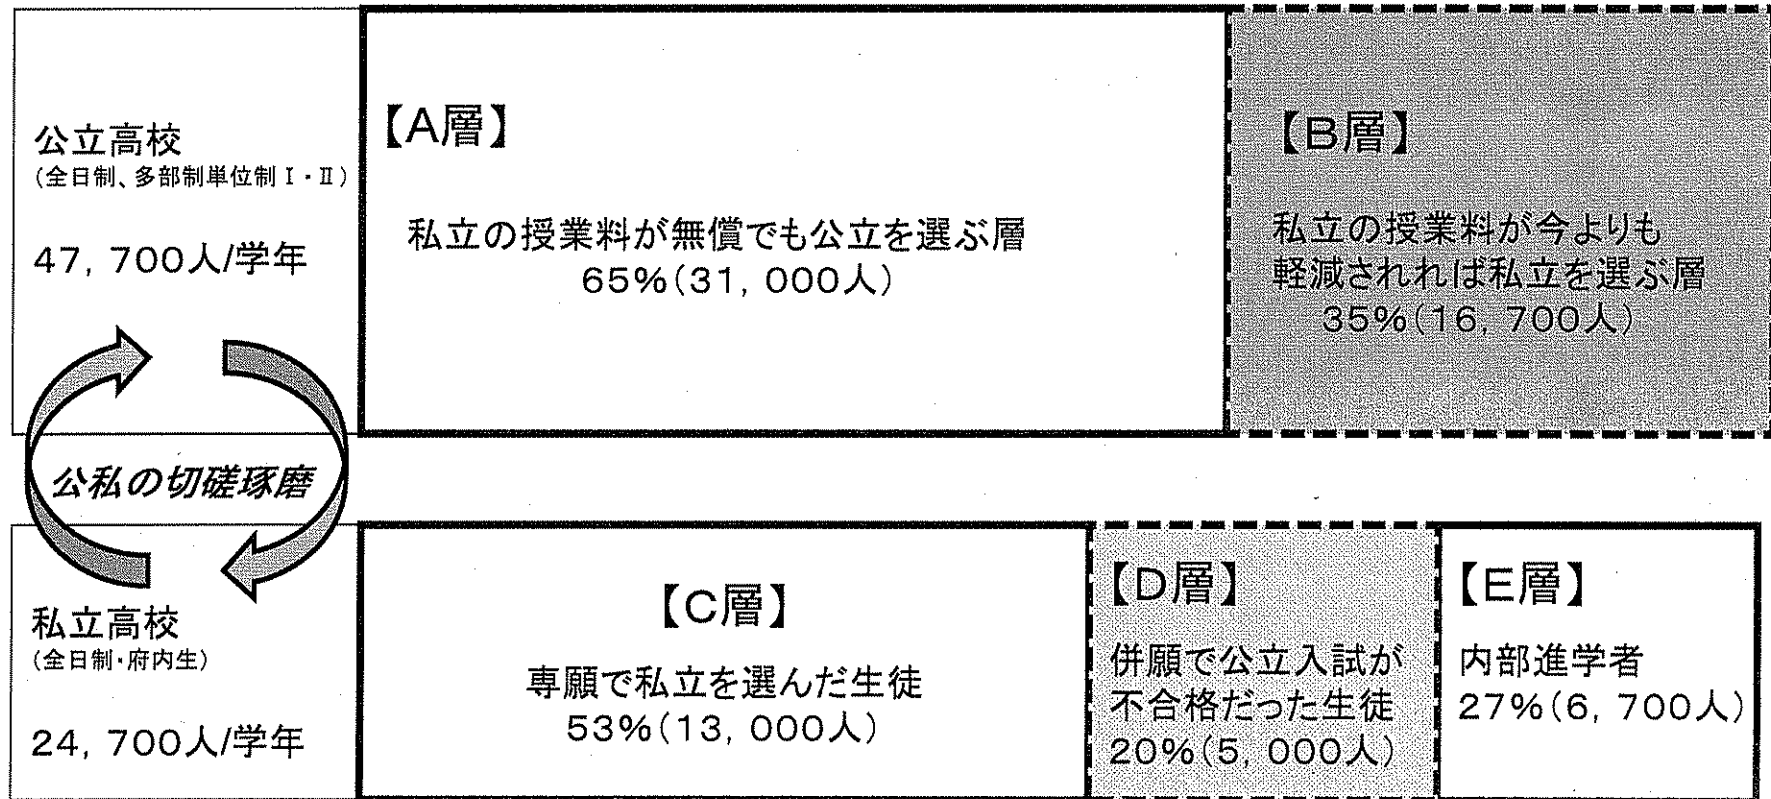 公立高校
(全日制、多部制単位制Ⅰ・Ⅱ)
47,700人/学年
【A層】
私立の授業料が無償でも公立を選ぶ層
65%(31,000人)
【B層】
私立の授業料が今よりも
軽減されれば私立を選ぶ層
35%(16,700人)
公私の切磋琢磨
私立高校
(全日制・府内生)
24,700人/学年
【C層】
専願で私立を選んだ生徒
53%(13,000人)
【D層】
併願で公立入試が
不合格だった生徒
20%(5,000人)
【E層】
内部進学者
27%(6,700人)